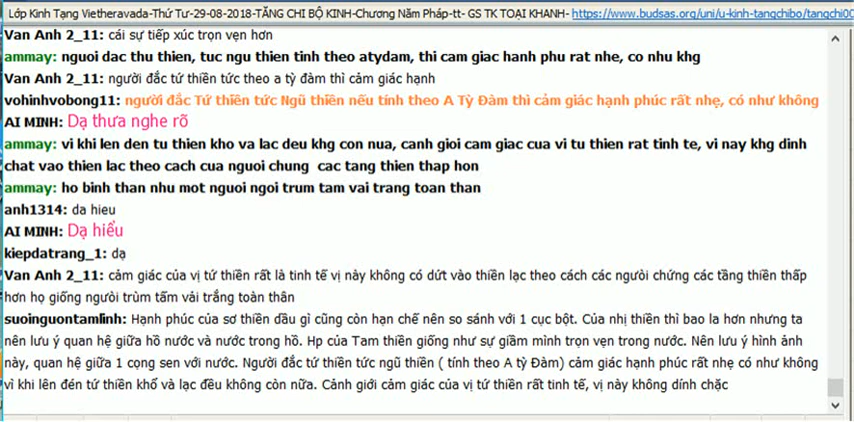 Lớp Kinh Tạng Vietheravada-Thứ Tư-29-08-2018-TĂNG CHI BỘ KINH-Chương Năm Pháp-tt- GS TK TOẠI KHANH- https://www.budsas.org/uni/u-kinh-tangchibo/tangchi00
Van Anh 2_11: cái sự tiếp xúc trọn vẹn hơn
ammay: nguoi dac thu thien, tuc ngu thien tinh theo atydam, thi cam giac hanh phu rat nhe, co nhu khg
Van Anh 2_11: người đắc tứ thiền tức theo a tỳ đàm thì cảm giác hạnh
vohinhvobong11: người đắc Tứ thiền tức Ngũ thiền nếu tính theo A Tỳ Đàm thì cảm giác hạnh phúc rất nhẹ, có như không
AI MINH: Dạ thưa nghe rõ
ammay: vi khi len den tu thien kho va lac deu khg con nua, canh gioi cam giac cua vi tu thien rat tinh te, vi nay khg dinh
chat vao thien lac theo cach cua nguoi chung cac tang thien thap hon
ammay: ho binh than nhu mot nguoi ngoi trum tam vai trang toan than
anh1314: da hieu
AI MINH: Dạ hiểu
kiepdatrang_1: dạ
Van Anh 2_11: cảm giác của vị tứ thiền rất là tinh tế vị này không có dứt vào thiền lạc theo cách các người chứng các tầng thiền thấp
hơn họ giống người trùm tấm vải trắng toàn thân
suoinguontamlinh: Hạnh phúc của sơ thiền dầu gì cũng còn hạn chế nên so sánh với 1 cục bột. Của nhị thiền thì bao la hơn nhưng ta
nên lưu ý quan hệ giữa hồ nước và nước trong hồ. Hp của Tam thiền giống như sự giầm mình trọn vẹn trong nước. Nên lưu ý hình ảnh
này, quan hệ giữa 1 cọng sen với nước. Người đắc tứ thiền tức ngũ thiền ( tính theo A tỳ Đàm) cảm giác hạnh phúc rất nhẹ có như không
vì khi lên đén tứ thiền khổ và lạc đều không còn nữa. Cảnh giới cảm giác của vị tứ thiền rất tinh tế, vị này không dính chặc